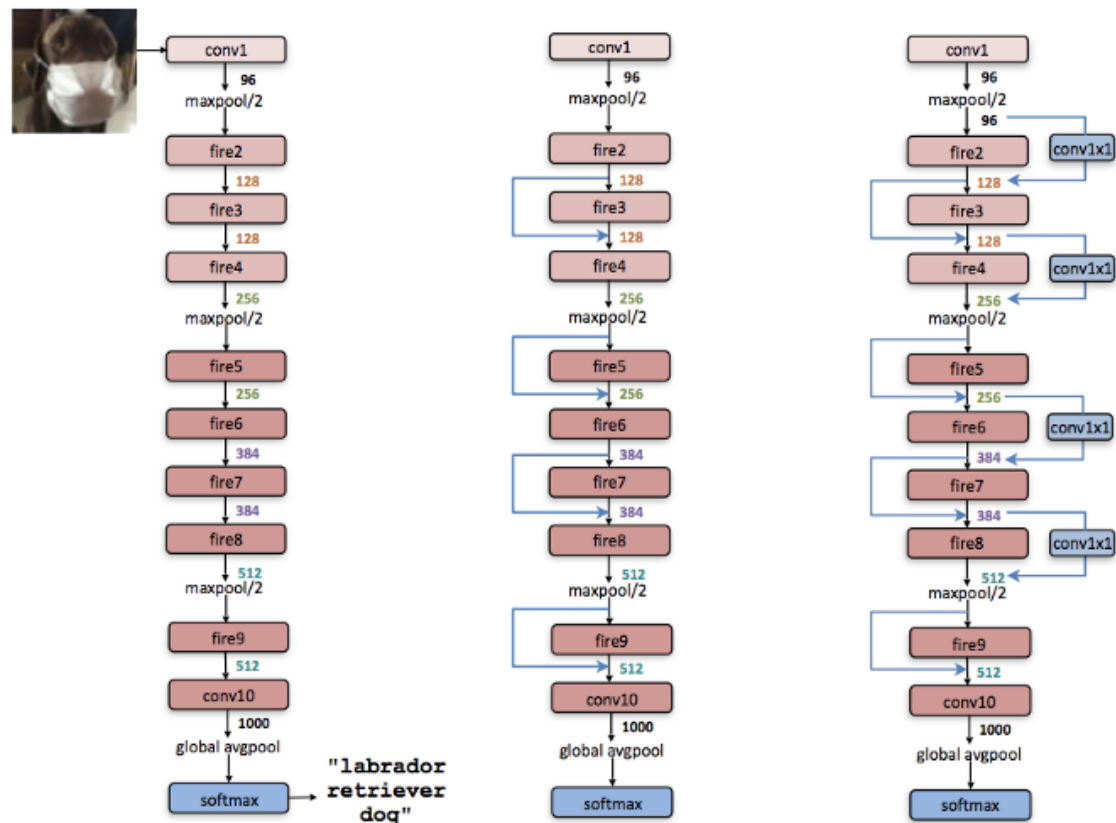 conv1
96
maxpool/2
fire2
128
fire3
128
fire4
256
maxpool/2
fire5
256
fire6
384
fire7
384
fire8
512
maxpool/2
fire9
512
conv10
1000
global avgpool
softmax
"labrador
retriever
dog"
conv1
96
maxpool/2
fire2
128
fire3
128
fire4
256
maxpool/2
fire5
256
fire6
384
fire7
384
fire8
512
maxpool/2
fire9
512
conv10
1000
global avgpool
softmax
conv1
96
maxpool/2
96
conv1x1
fire2
128
fire3
128
fire4
conv1x1
256
maxpool/2
fire5
256
fire6
conv1x1
384
fire7
384
fire8
conv1x1
512
maxpool/2
fire9
512
conv10
1000
global avgpool
softmax